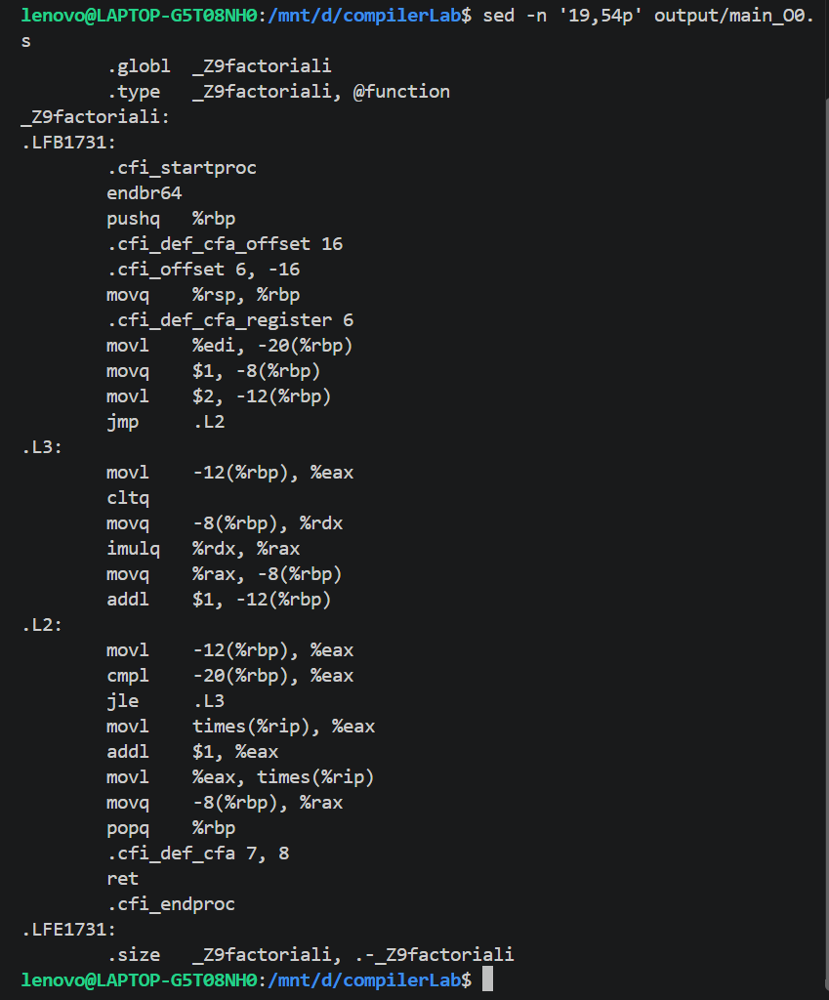 lenovo@LAPTOP-G5T08NH0:/mnt/d/compilerLab$ sed -n '19,54p' output/main_O0.
s
        .globl  _Z9factoriali
        .type   _Z9factoriali, @function
_Z9factoriali:
.LFB1731:
        .cfi_startproc
        endbr64
        pushq   %rbp
        .cfi_def_cfa_offset 16
        .cfi_offset 6, -16
        movq    %rsp, %rbp
        .cfi_def_cfa_register 6
        movl    %edi, -20(%rbp)
        movq    $1, -8(%rbp)
        movl    $2, -12(%rbp)
        jmp     .L2
.L3:
        movl    -12(%rbp), %eax
        cltq
        movq    -8(%rbp), %rdx
        imulq   %rdx, %rax
        movq    %rax, -8(%rbp)
        addl    $1, -12(%rbp)
.L2:
        movl    -12(%rbp), %eax
        cmpl    -20(%rbp), %eax
        jle     .L3
        movl    times(%rip), %eax
        addl    $1, %eax
        movl    %eax, times(%rip)
        movq    -8(%rbp), %rax
        popq    %rbp
        .cfi_def_cfa 7, 8
        ret
        .cfi_endproc
.LFE1731:
        .size   _Z9factoriali, .-_Z9factoriali
lenovo@LAPTOP-G5T08NH0:/mnt/d/compilerLab$